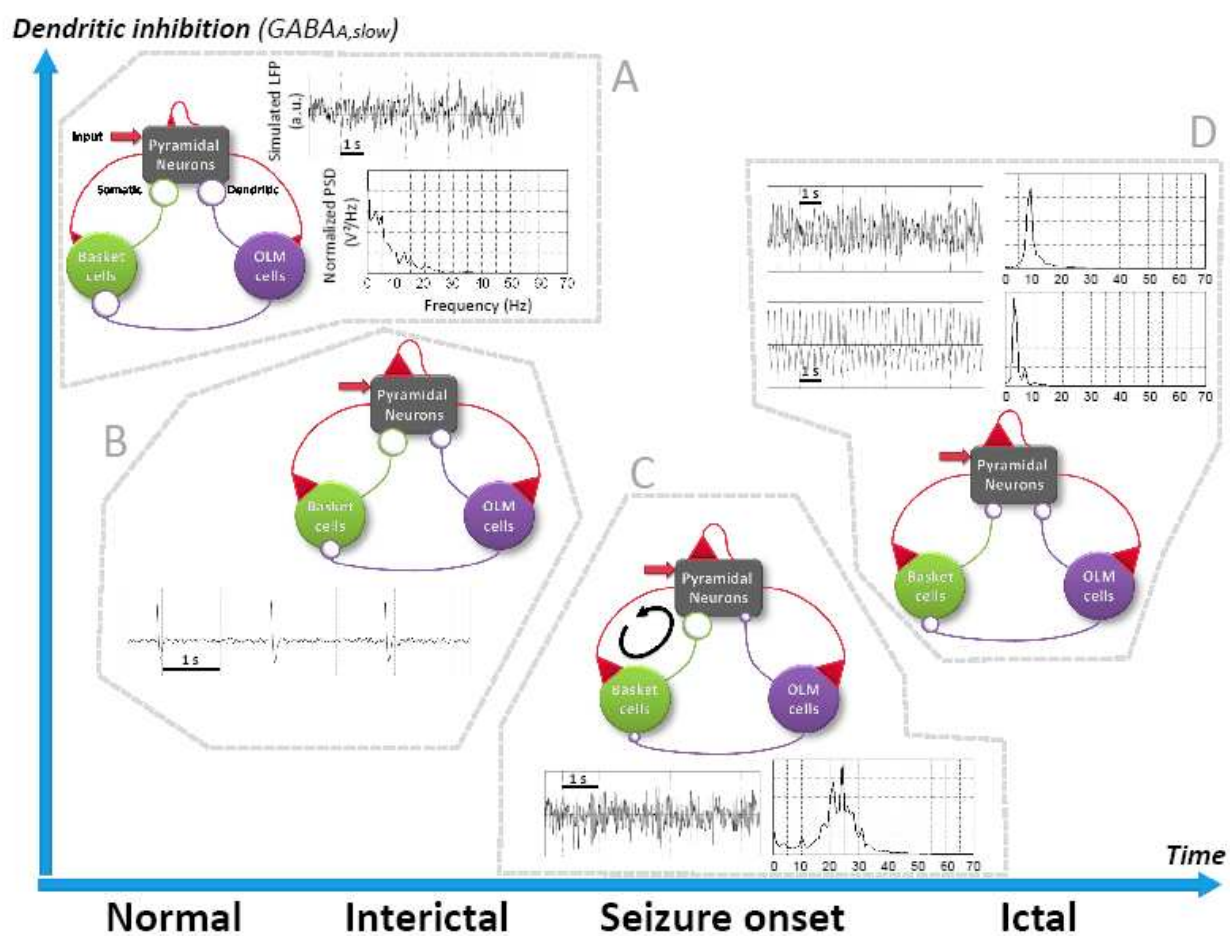 Dendritic inhibition (GABAA,slow)
A
Simulated LFP
(a.u.)
1 s
Input
Pyramidal
Neurons
Somatic
Dendritic
Basket
cells
OLM
cells
Normalized PSD
(V²/Hz)
0 10 20 30 40 50 60 70
Frequency (Hz)
B
Pyramidal
Neurons
Basket
cells
OLM
cells
1 s
C
Pyramidal
Neurons
Basket
cells
OLM
cells
1 s
0 10 20 30 40 50 60 70
D
1 s
0 10 20 30 40 50 60 70
1 s
0 10 20 30 40 50 60 70
Pyramidal
Neurons
Basket
cells
OLM
cells
Time
Normal
Interictal
Seizure onset
Ictal